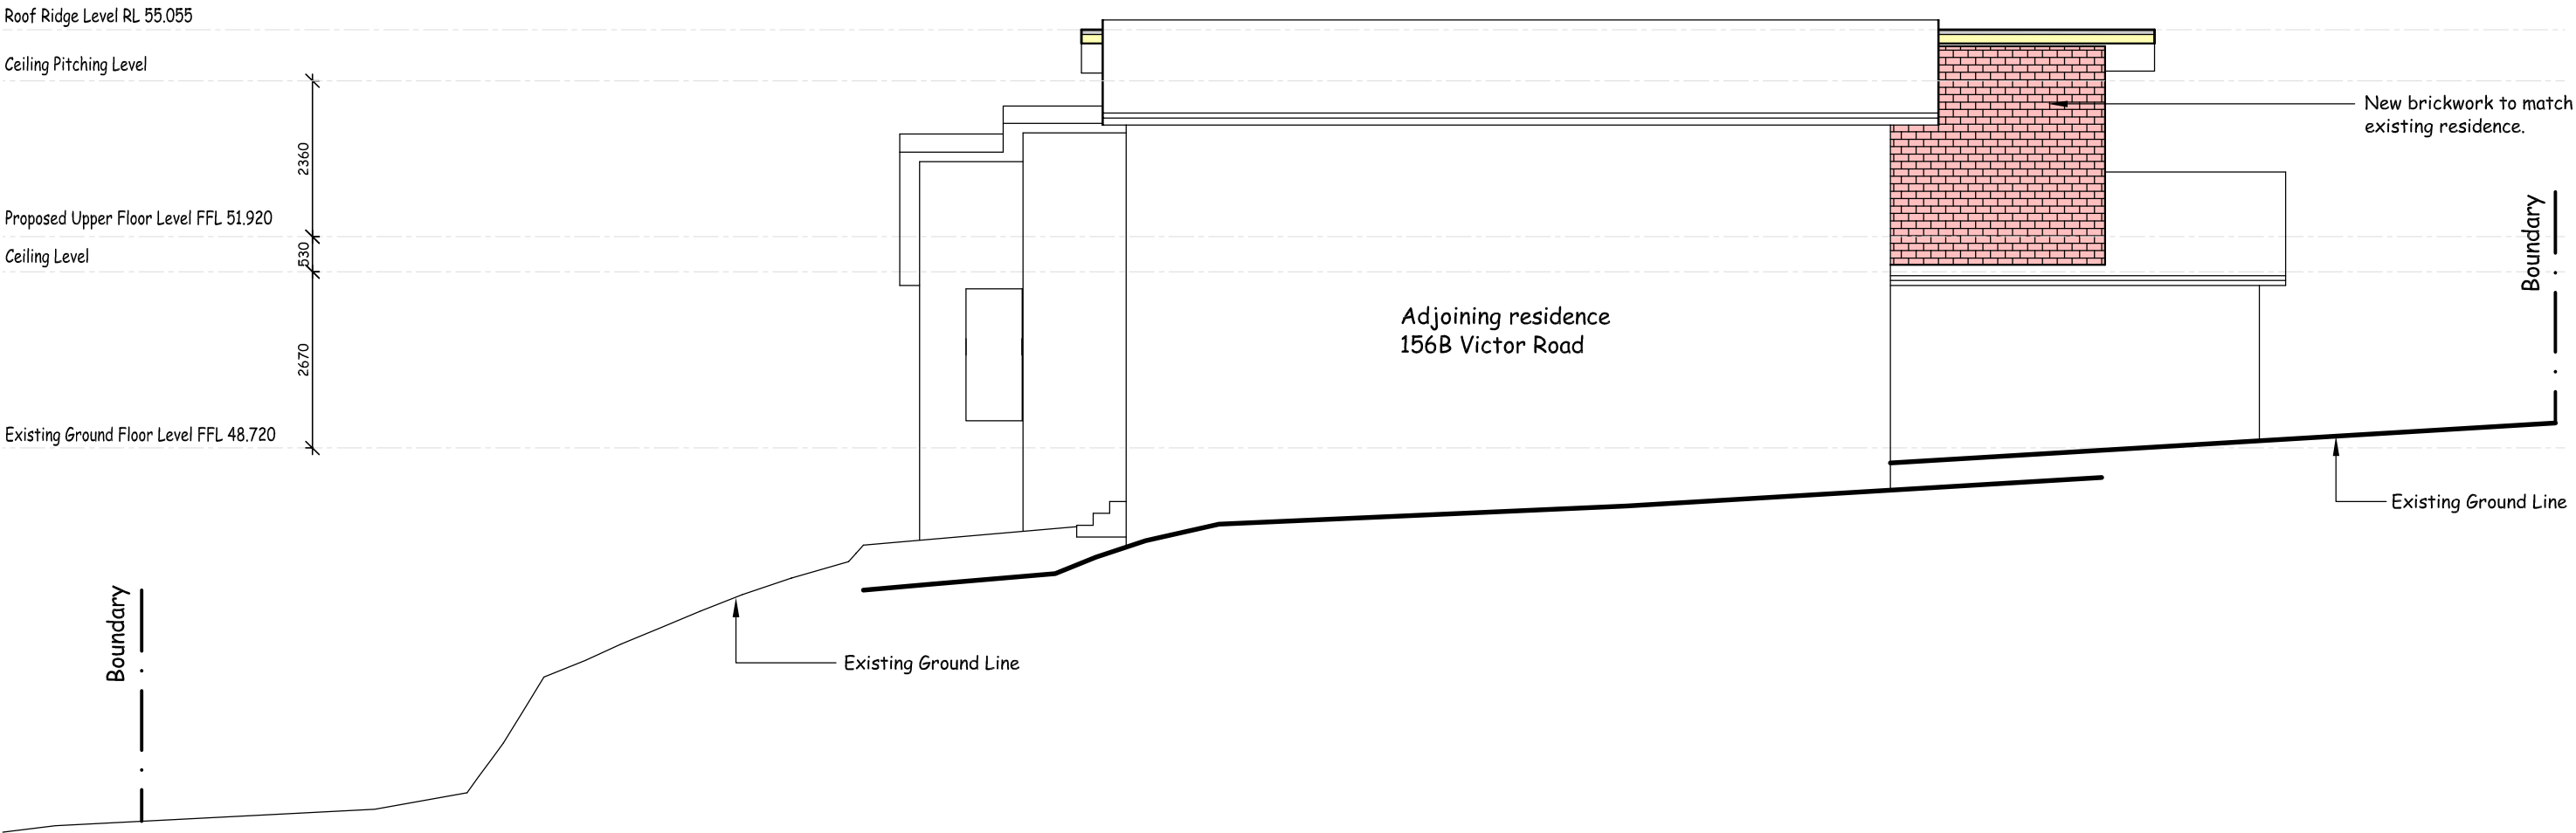 Roof Ridge Level RL 55.055
Ceiling Pitching Level
2360
Proposed Upper Floor Level FFL 51.920
530
Ceiling Level
2670
Existing Ground Floor Level FFL 48.720
New brickwork to match
existing residence.
Boundary
Adjoining residence
156B Victor Road
Existing Ground Line
Boundary
Existing Ground Line